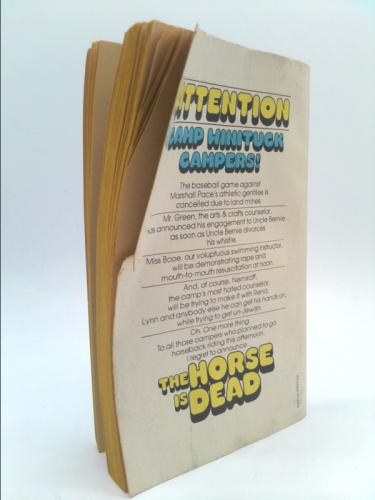 ATTENTION
CAMP WINITUCK
CAMPERS!
The baseball game against
Marshall Pace's athletic gentiles is
cancelled due to land mines.
Mr. Green, the arts & crafts counselor,
has announced his engagement to Uncle Bernie
as soon as Uncle Bernie divorces
his whistle.
Miss Booe, our voluptuous swimming instructor,
will be demonstrating rape and
mouth-to-mouth resuscitation at noon.
And, of course, Nemiroff,
the camp's most hated counselor,
will be trying to make it with Rena,
Lynn and anybody else he can get his hands on,
while trying to get un-Jewish.
Oh. One more thing:
To all those campers who planned to go
horseback riding this afternoon.
I regret to announce
THE HORSE
IS DEAD